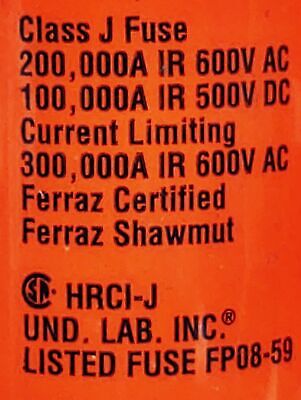 Class J Fuse
200,000A IR 600V AC
100,000A IR 500V DC
Current Limiting
300,000A IR 600V AC
Ferraz Certified
Ferraz Shawmut
SA HRCI-J
UND. LAB. INC.®
LISTED FUSE FP08-59